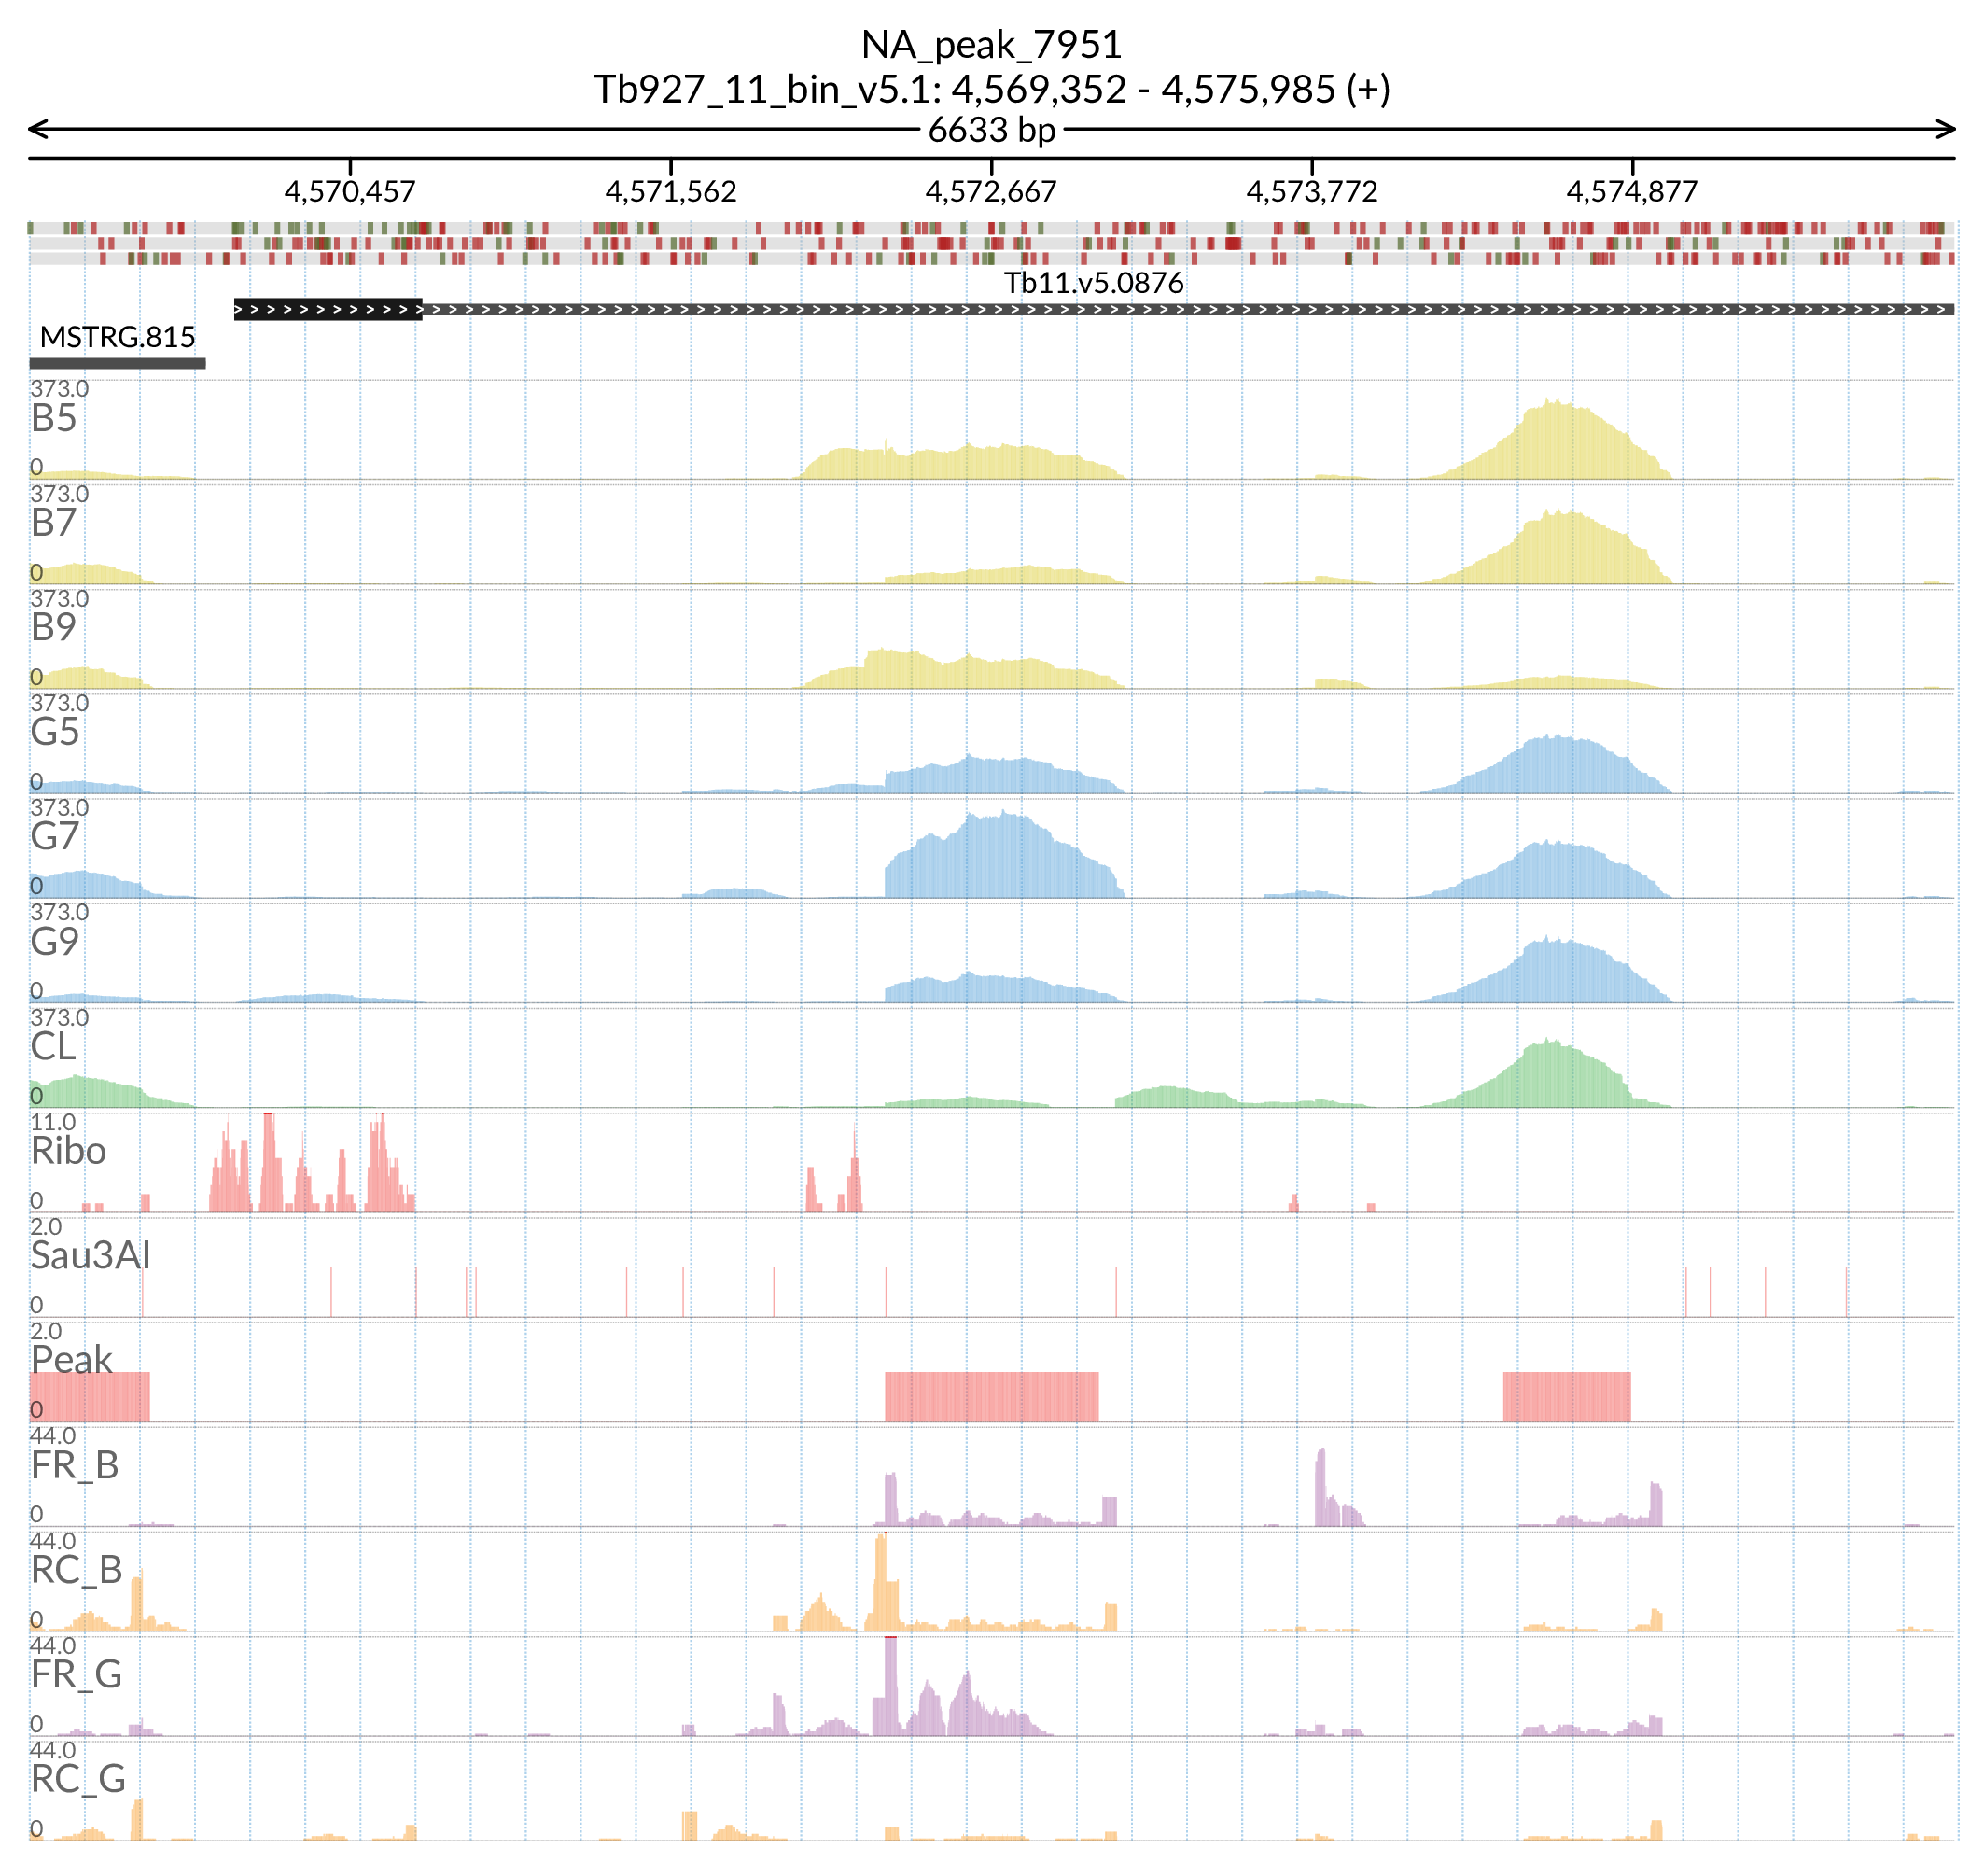 NA_peak_7951
Tb927_11_bin_v5.1: 4,569,352 - 4,575,985 (+)
6633 bp
4,570,457 4,571,562 4,572,667 4,573,772 4,574,877
Tb11.v5.0876
MSTRG.815
373.0
B5
0
373.0
B7
0
373.0
B9
0
373.0
G5
0
373.0
G7
0
373.0
G9
0
373.0
CL
0
11.0
Ribo
0
2.0
Sau3AI
0
2.0
Peak
0
44.0
FR_B
0
44.0
RC_B
0
44.0
FR_G
0
44.0
RC_G
0